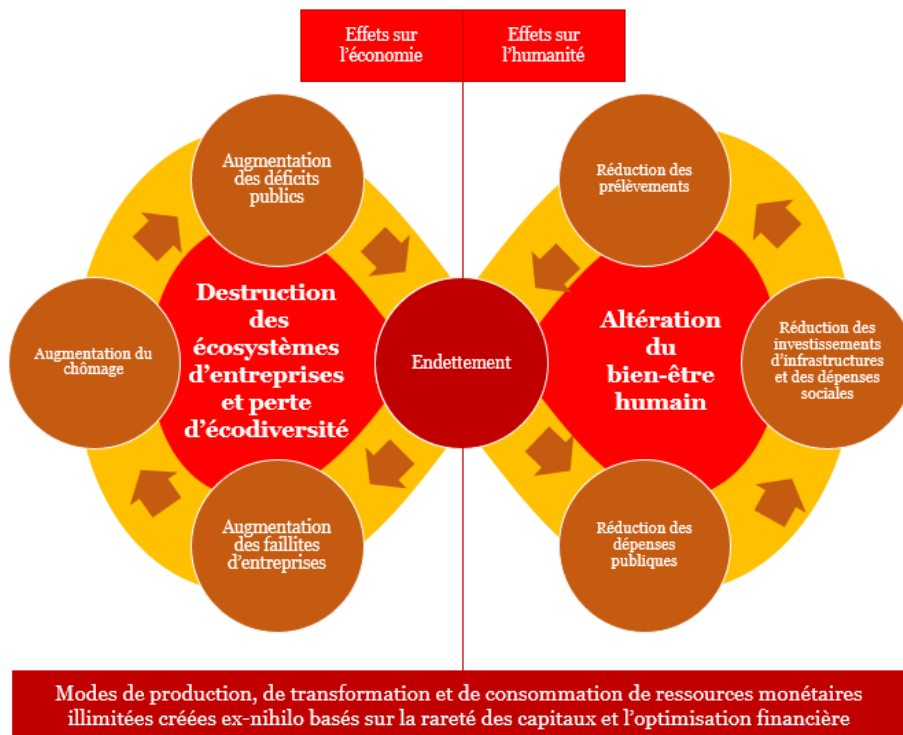 Effets sur
l’économie
Effets sur
l’humanité
Augmentation
des déficits
publics
Réduction des
prélèvements
Destruction
des
écosystèmes
d’entreprises
et perte
d’écodiversité
Altération
du
bien-être
humain
Augmentation du
chômage
Endettement
Réduction des
investissements
d’infrastructures
et des dépenses
sociales
Augmentation
des faillites
d’entreprises
Réduction des
dépenses
publiques
Modes de production, de transformation et de consommation de ressources monétaires
illimitées créées ex-nihilo basés sur la rareté des capitaux et l’optimisation financière